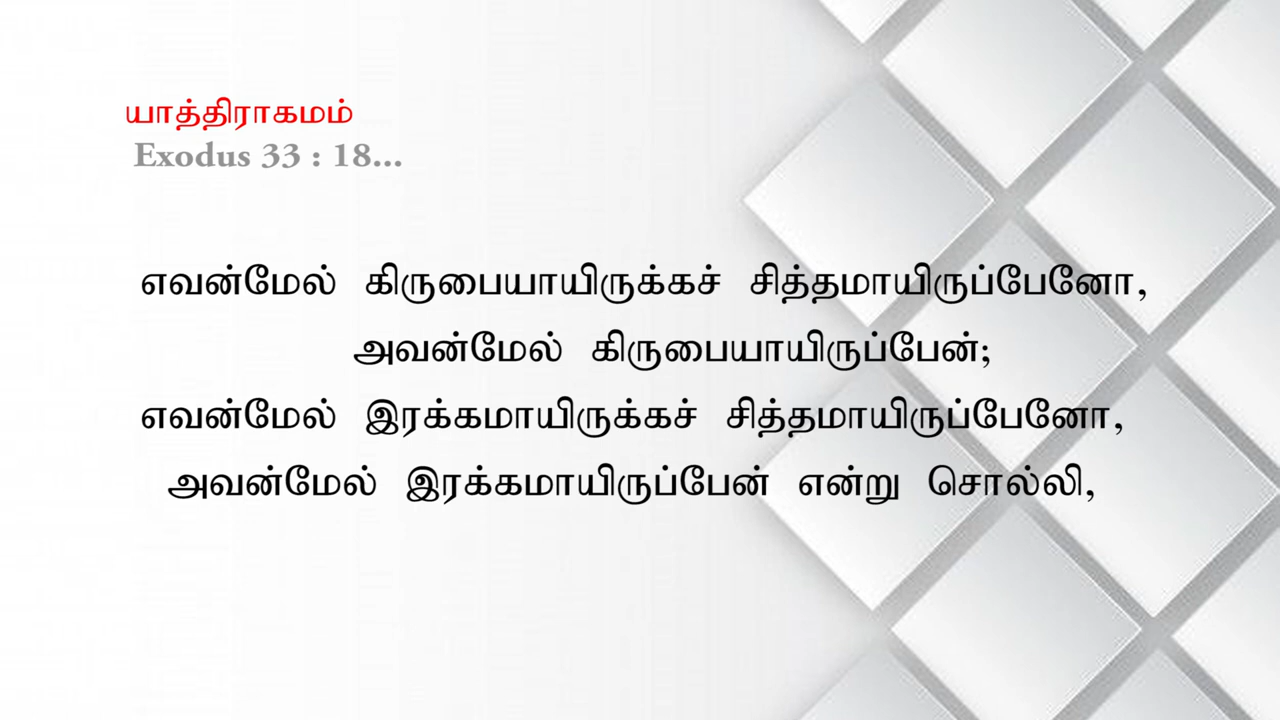 யாத்திராகமம்
Exodus 33 : 18...
எவன்மேல் கிருபையாயிருக்கச் சித்தமாயிருப்பேனோ,
அவன்மேல் கிருபையாயிருப்பேன்;
எவன்மேல் இரக்கமாயிருக்கச் சித்தமாயிருப்பேனோ,
அவன்மேல் இரக்கமாயிருப்பேன் என்று சொல்லி,